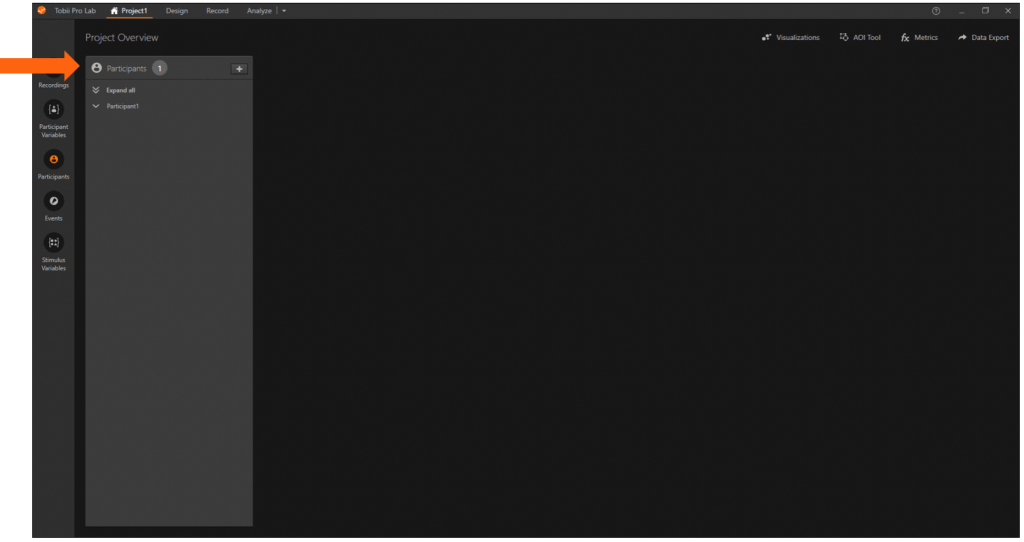 Tobii Pro Lab Project1 Design Record Analyze
Project Overview
Visualizations AOI Tool fx Metrics Data Export
Participants 1 +
Expand all
Participant1
Recordings
Participant
Variables
Participants
Events
Stimulus
Variables